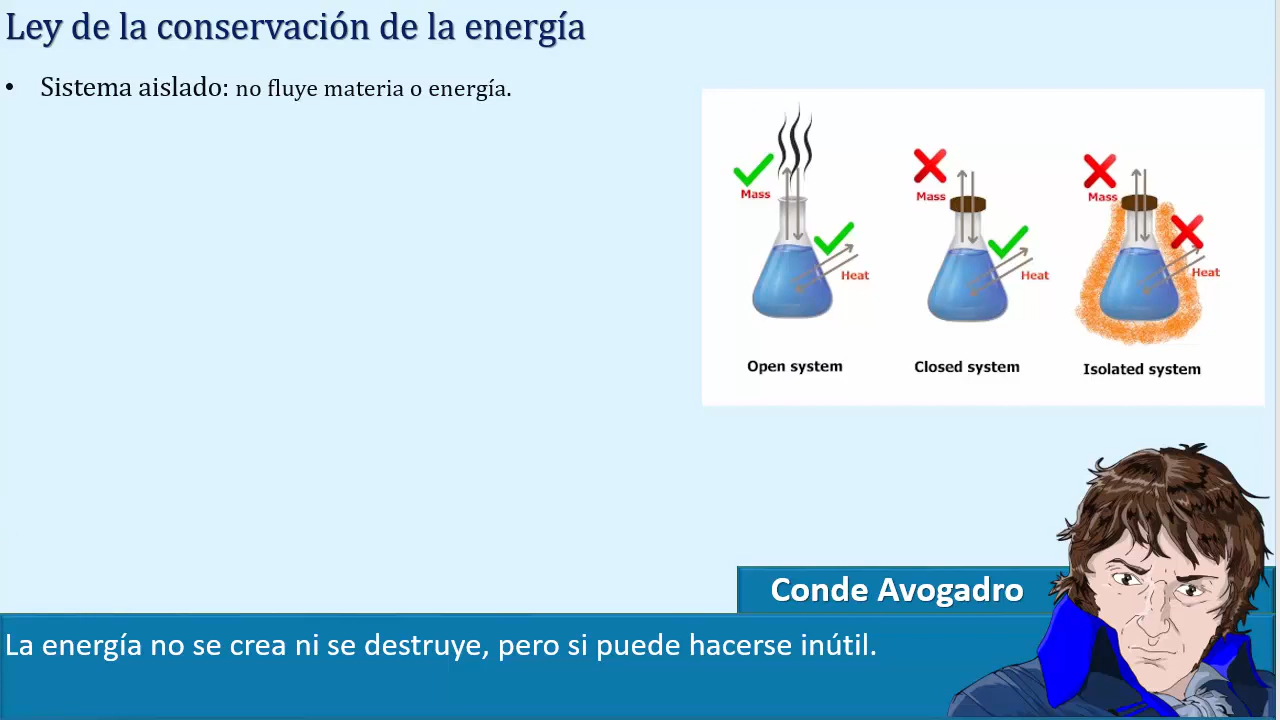 Ley de la conservación de la energía
• Sistema aislado: no fluye materia o energía.
Mass
Heat
Open system
Mass
Heat
Closed system
Mass
Heat
Isolated system
Conde Avogadro
La energía no se crea ni se destruye, pero si puede hacerse inútil.